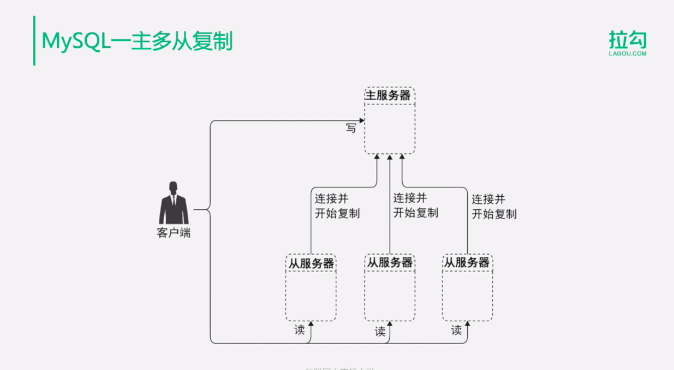 MySQL一主多从复制
拉勾
LAGOU.COM
主服务器
写
连接并
开始复制
连接并
开始复制
连接并
开始复制
客户端
从服务器
从服务器
从服务器
读
读
读